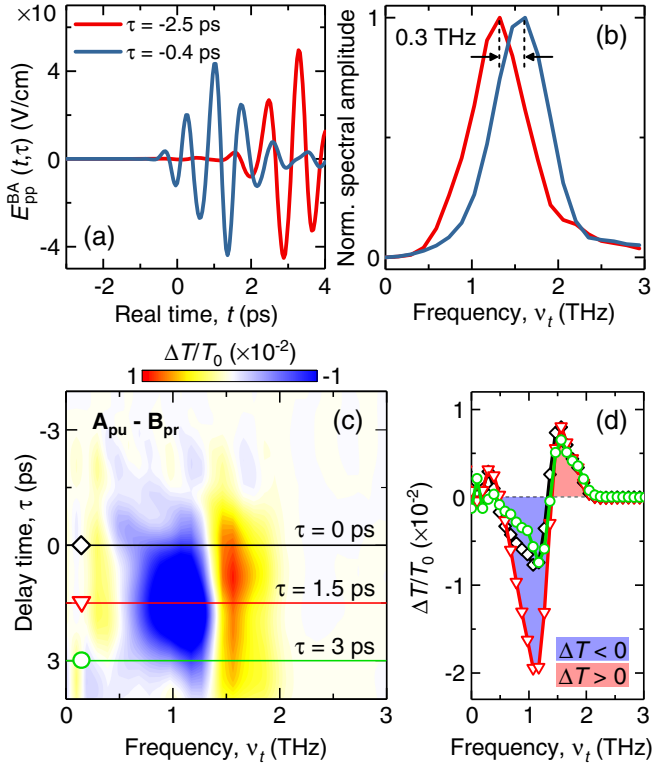 ×10
τ = -2.5 ps
τ = -0.4 ps
E_pp^BA (t,τ) (V/cm)
4
0
-4
(a)
-2 0 2 4
Real time, t (ps)
Norm. spectral amplitude
1
0
0.3 THz
(b)
0 1 2 3
Frequency, ν_t (THz)
ΔT/T_0 (×10^-2)
1 -1
A_pu - B_pr
(c)
Delay time, τ (ps)
-3
0
3
τ = 0 ps
τ = 1.5 ps
τ = 3 ps
0 1 2 3
Frequency, ν_t (THz)
(d)
ΔT/T_0 (×10^-2)
1
0
-1
-2
ΔT < 0
ΔT > 0
0 1 2 3
Frequency, ν_t (THz)